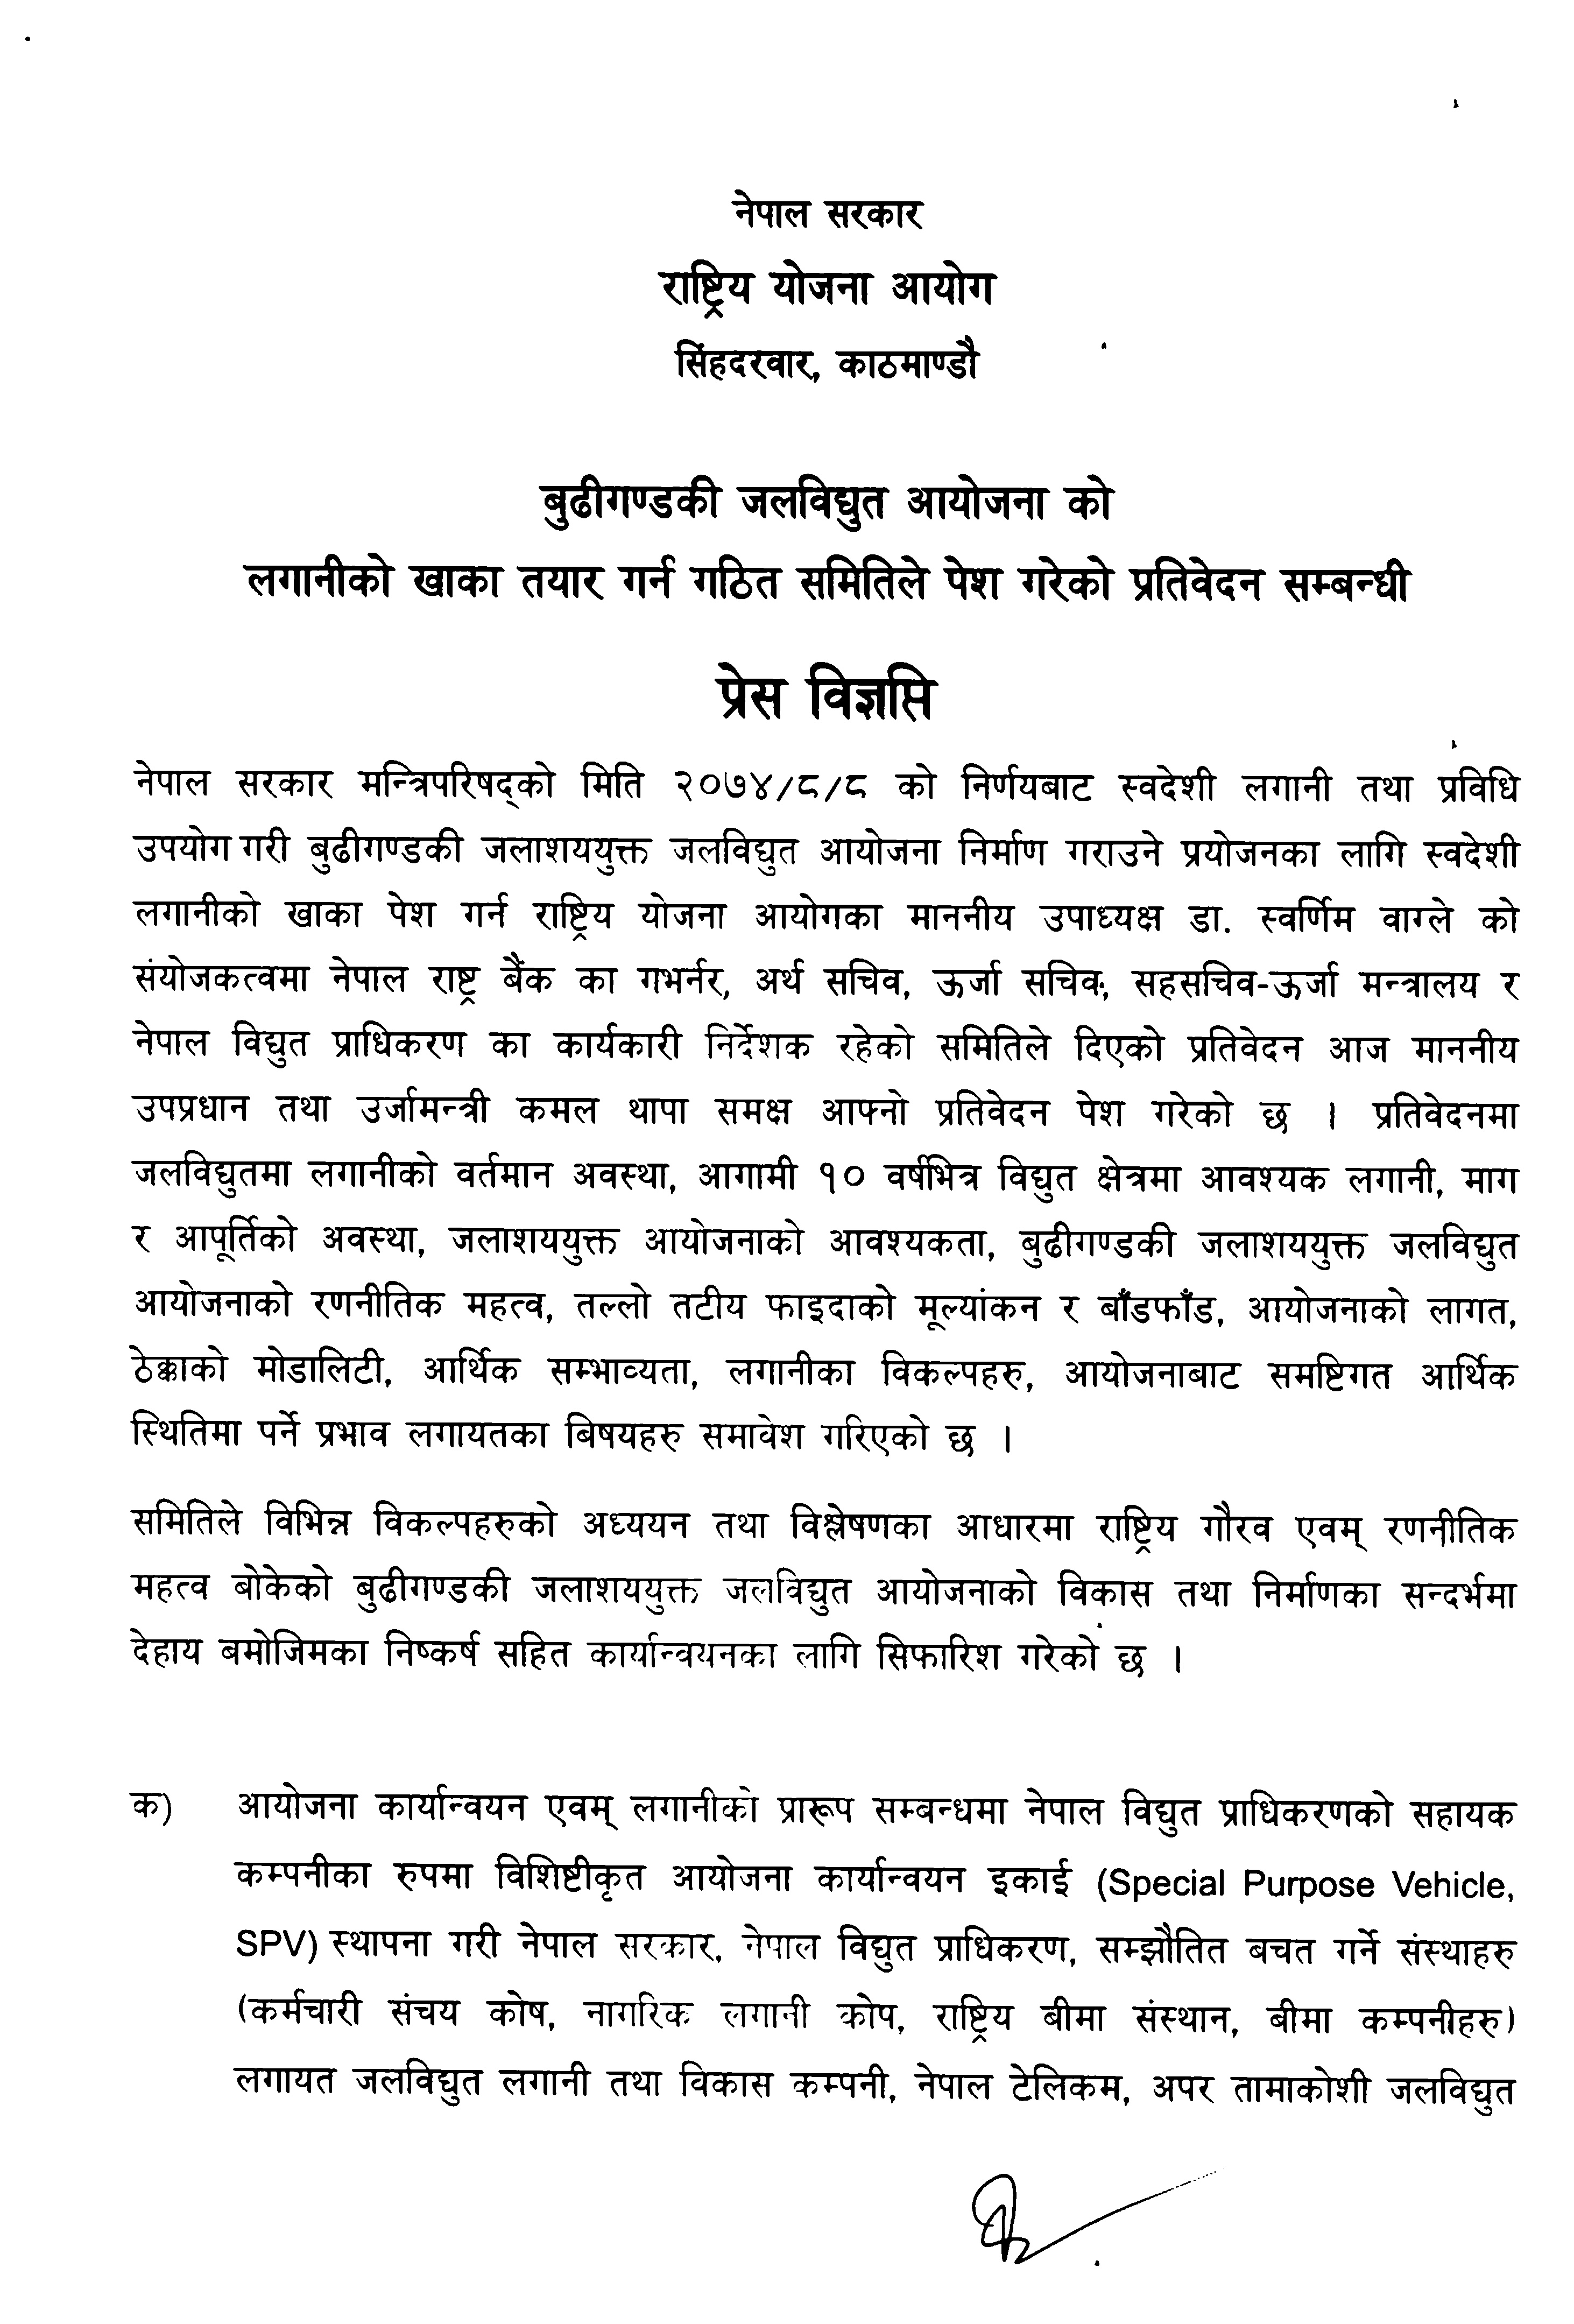 नेपाल सरकार
राष्ट्रिय योजना आयोग
सिंहदरवार, काठमाण्डौ
बुढीगण्डकी जलविद्युत आयोजना को
लगानीको खाका तयार गर्न गठित समितिले पेश गरेको प्रतिवेदन सम्बन्धी
प्रेस विज्ञप्ति
नेपाल सरकार मन्त्रिपरिषद्को मिति २०७४/८/८ को निर्णयबाट स्वदेशी लगानी तथा प्रविधि
उपयोग गरी बुढीगण्डकी जलाशययुक्त जलविद्युत आयोजना निर्माण गराउने प्रयोजनका लागि स्वदेशी
लगानीको खाका पेश गर्न राष्ट्रिय योजना आयोगका माननीय उपाध्यक्ष डा. स्वर्णिम वाग्ले को
संयोजकत्वमा नेपाल राष्ट्र बैंक का गभर्नर, अर्थ सचिव, ऊर्जा सचिव, सहसचिव-ऊर्जा मन्त्रालय र
नेपाल विद्युत प्राधिकरण का कार्यकारी निर्देशक रहेको समितिले दिएको प्रतिवेदन आज माननीय
उपप्रधान तथा उर्जामन्त्री कमल थापा समक्ष आफ्नो प्रतिवेदन पेश गरेको छ । प्रतिवेदनमा
जलविद्युतमा लगानीको वर्तमान अवस्था, आगामी १० वर्षभित्र विद्युत क्षेत्रमा आवश्यक लगानी, माग
र आपूर्तिको अवस्था, जलाशययुक्त आयोजनाको आवश्यकता, बुढीगण्डकी जलाशययुक्त जलविद्युत
आयोजनाको रणनीतिक महत्व, तल्लो तटीय फाइदाको मूल्यांकन र बाँडफाँड, आयोजनाको लागत,
ठेक्काको मोडालिटी, आर्थिक सम्भाव्यता, लगानीका विकल्पहरु, आयोजनाबाट समष्टिगत आर्थिक
स्थितिमा पर्ने प्रभाव लगायतका बिषयहरु समावेश गरिएको छ ।
समितिले विभिन्न विकल्पहरुको अध्ययन तथा विश्लेषणका आधारमा राष्ट्रिय गौरव एवम् रणनीतिक
महत्व बोकेको बुढीगण्डकी जलाशययुक्त जलविद्युत आयोजनाको विकास तथा निर्माणका सन्दर्भमा
देहाय बमोजिमका निष्कर्ष सहित कार्यान्वयनका लागि सिफारिश गरेको छ ।
क) आयोजना कार्यान्वयन एवम् लगानीको प्रारूप सम्बन्धमा नेपाल विद्युत प्राधिकरणको सहायक
कम्पनीका रुपमा विशिष्टीकृत आयोजना कार्यान्वयन इकाई (Special Purpose Vehicle,
SPV) स्थापना गरी नेपाल सरकार, नेपाल विद्युत प्राधिकरण, सम्झौतित बचत गर्ने संस्थाहरु
(कर्मचारी संचय कोष, नागरिक लगानी कोष, राष्ट्रिय बीमा संस्थान, बीमा कम्पनीहरु)
लगायत जलविद्युत लगानी तथा विकास कम्पनी, नेपाल टेलिकम, अपर तामाकोशी जलविद्युत